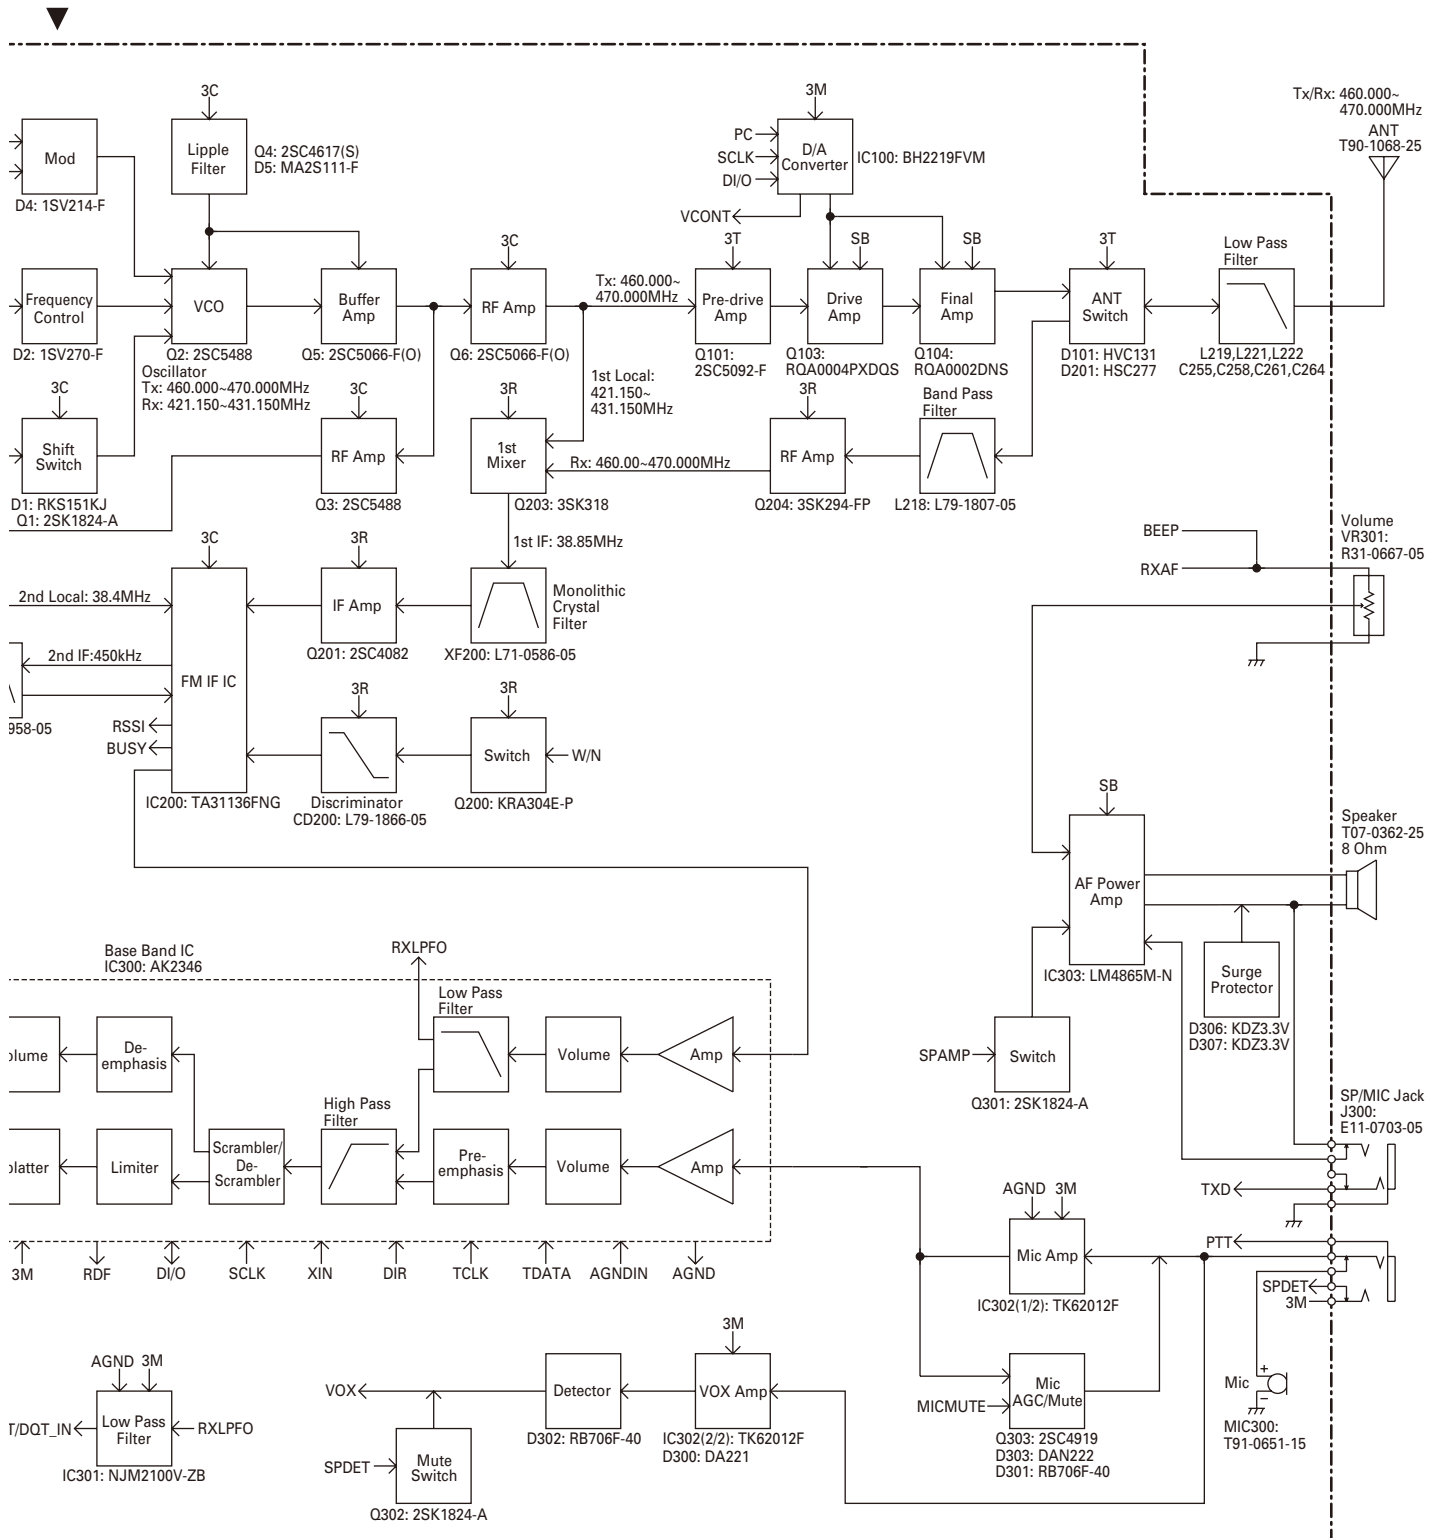 Tx/Rx: 460.000~
470.000MHz
ANT
T90-1068-25
3C
Lipple
Filter
Q4: 2SC4617(S)
D5: MA2S111-F
3M
PC
SCLK
DI/O
D/A
Converter
IC100: BH2219FVM
VCONT
Mod
D4: 1SV214-F
Frequency
Control
D2: 1SV270-F
VCO
Q2: 2SC5488
Oscillator
Tx: 460.000~470.000MHz
Rx: 421.150~431.150MHz
Buffer
Amp
Q5: 2SC5066-F(O)
3C
RF Amp
Q6: 2SC5066-F(O)
Tx: 460.000~
470.000MHz
3T
Pre-drive
Amp
Q101:
2SC5092-F
SB
Drive
Amp
Q103:
RQA0004PXDQS
SB
Final
Amp
Q104:
RQA0002DNS
3T
ANT
Switch
D101: HVC131
D201: HSC277
Low Pass
Filter
L219,L221,L222
C255,C258,C261,C264
3C
Shift
Switch
D1: RKS151KJ
Q1: 2SK1824-A
3C
RF Amp
Q3: 2SC5488
3R
1st
Mixer
Q203: 3SK318
1st Local:
421.150~
431.150MHz
Rx: 460.00~470.000MHz
3R
RF Amp
Q204: 3SK294-FP
Band Pass
Filter
L218: L79-1807-05
1st IF: 38.85MHz
BEEP
RXAF
Volume
VR301:
R31-0667-05
3C
2nd Local: 38.4MHz
2nd IF:450kHz
958-05
FM IF IC
RSSI
BUSY
IC200: TA31136FNG
3R
IF Amp
Q201: 2SC4082
Monolithic
Crystal
Filter
XF200: L71-0586-05
3R
Discriminator
CD200: L79-1866-05
3R
Switch
W/N
Q200: KRA304E-P
SB
AF Power
Amp
IC303: LM4865M-N
Speaker
T07-0362-25
8 Ohm
Surge
Protector
D306: KDZ3.3V
D307: KDZ3.3V
SPAMP
Switch
Q301: 2SK1824-A
Base Band IC
IC300: AK2346
RXLPFO
Low Pass
Filter
olume
De-
emphasis
Volume
Amp
High Pass
Filter
latter
Limiter
Scrambler/
De-
Scrambler
Pre-
emphasis
Volume
Amp
3M
RDF
DI/O
SCLK
XIN
DIR
TCLK
TDATA
AGNDIN
AGND
SP/MIC Jack
J300:
E11-0703-05
TXD
PTT
SPDET
3M
AGND
3M
Mic Amp
IC302(1/2): TK62012F
MICMUTE
Mic
AGC/Mute
Q303: 2SC4919
D303: DAN222
D301: RB706F-40
Mic
+
−
MIC300:
T91-0651-15
AGND
3M
T/DQT_IN
Low Pass
Filter
RXLPFO
IC301: NJM2100V-ZB
VOX
SPDET
Mute
Switch
Q302: 2SK1824-A
Detector
D302: RB706F-40
3M
VOX Amp
IC302(2/2): TK62012F
D300: DA221